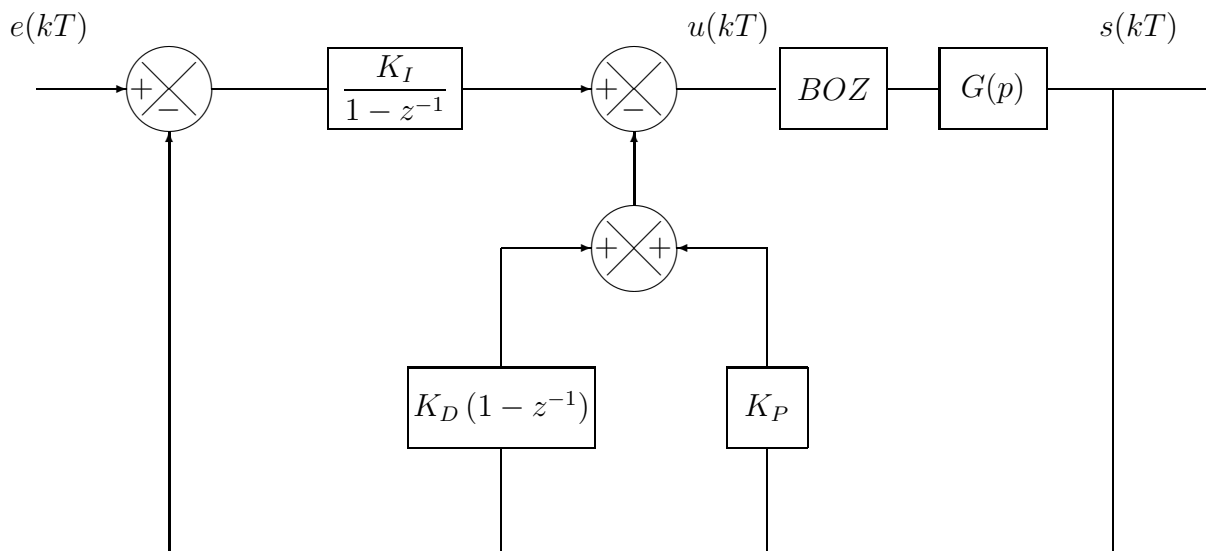 e(kT)
u(kT)
s(kT)
+
−
K_I
1 − z^{-1}
+
−
BOZ
G(p)
+
+
K_D (1 − z^{-1})
K_P